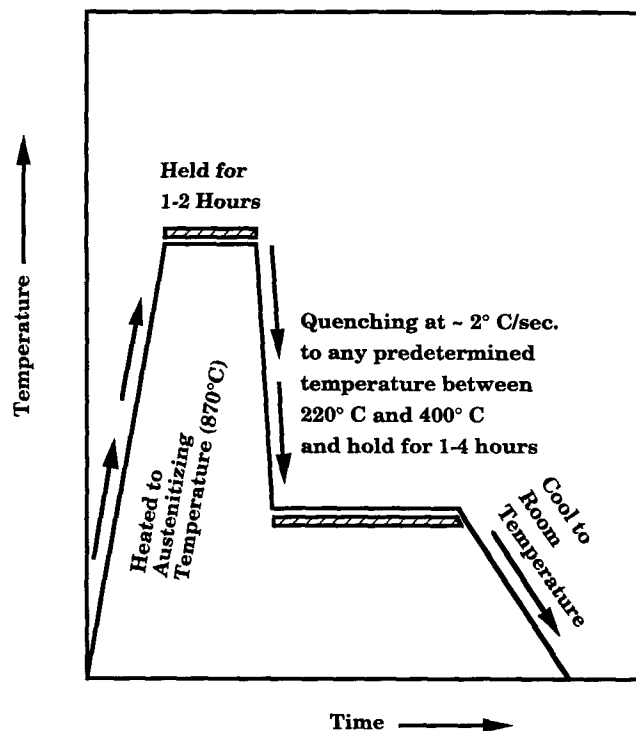 Held for
1-2 Hours
Temperature
Quenching at ~ 2° C/sec.
to any predetermined
temperature between
220° C and 400° C
and hold for 1-4 hours
Heated to
Austenitizing
Temperature (870°C)
Cool to
Room
Temperature
Time